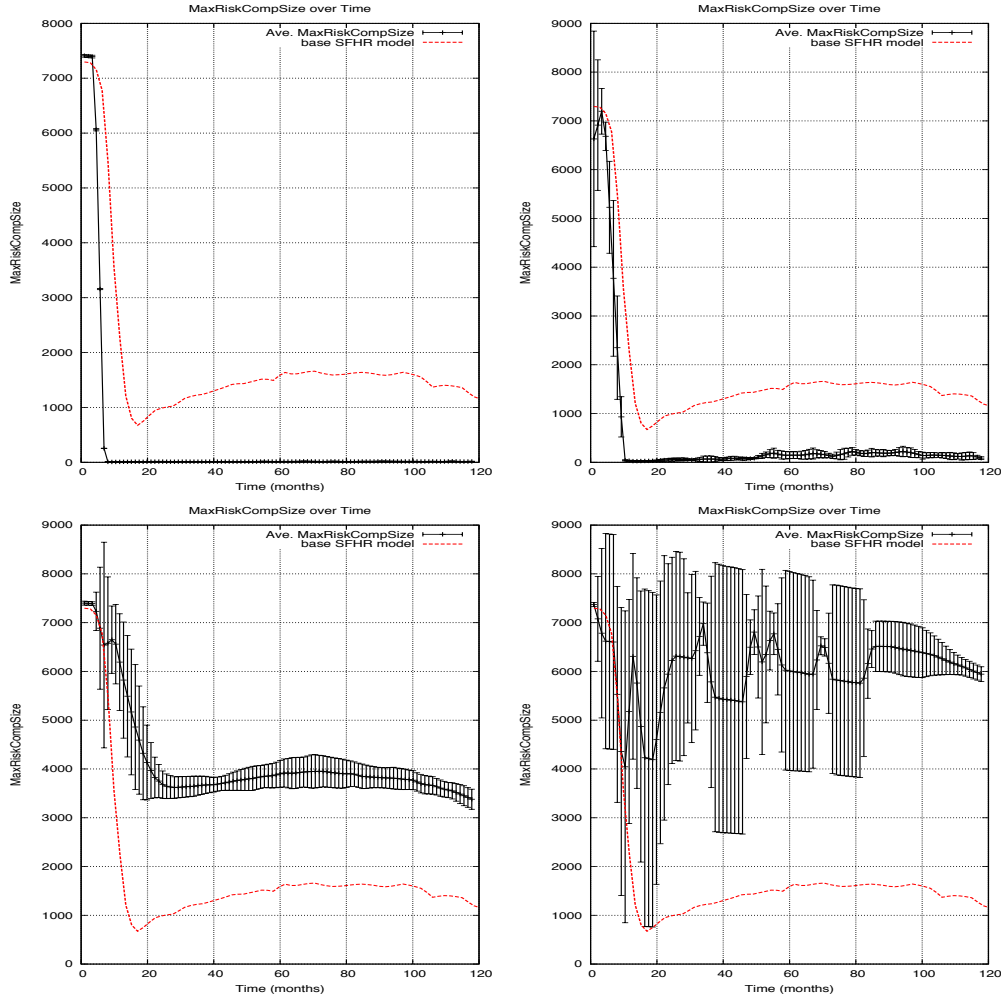 MaxRiskCompSize over Time
Ave. MaxRiskCompSize
base SFHR model
8000
7000
6000
5000
4000
3000
2000
1000
0
MaxRiskCompSize
0 20 40 60 80 100 120
Time (months)
MaxRiskCompSize over Time
Ave. MaxRiskCompSize
base SFHR model
9000
8000
7000
6000
5000
4000
3000
2000
1000
0
MaxRiskCompSize
0 20 40 60 80 100 120
Time (months)
MaxRiskCompSize over Time
Ave. MaxRiskCompSize
base SFHR model
9000
8000
7000
6000
5000
4000
3000
2000
1000
0
MaxRiskCompSize
0 20 40 60 80 100 120
Time (months)
MaxRiskCompSize over Time
Ave. MaxRiskCompSize
base SFHR model
9000
8000
7000
6000
5000
4000
3000
2000
1000
0
MaxRiskCompSize
0 20 40 60 80 100 120
Time (months)